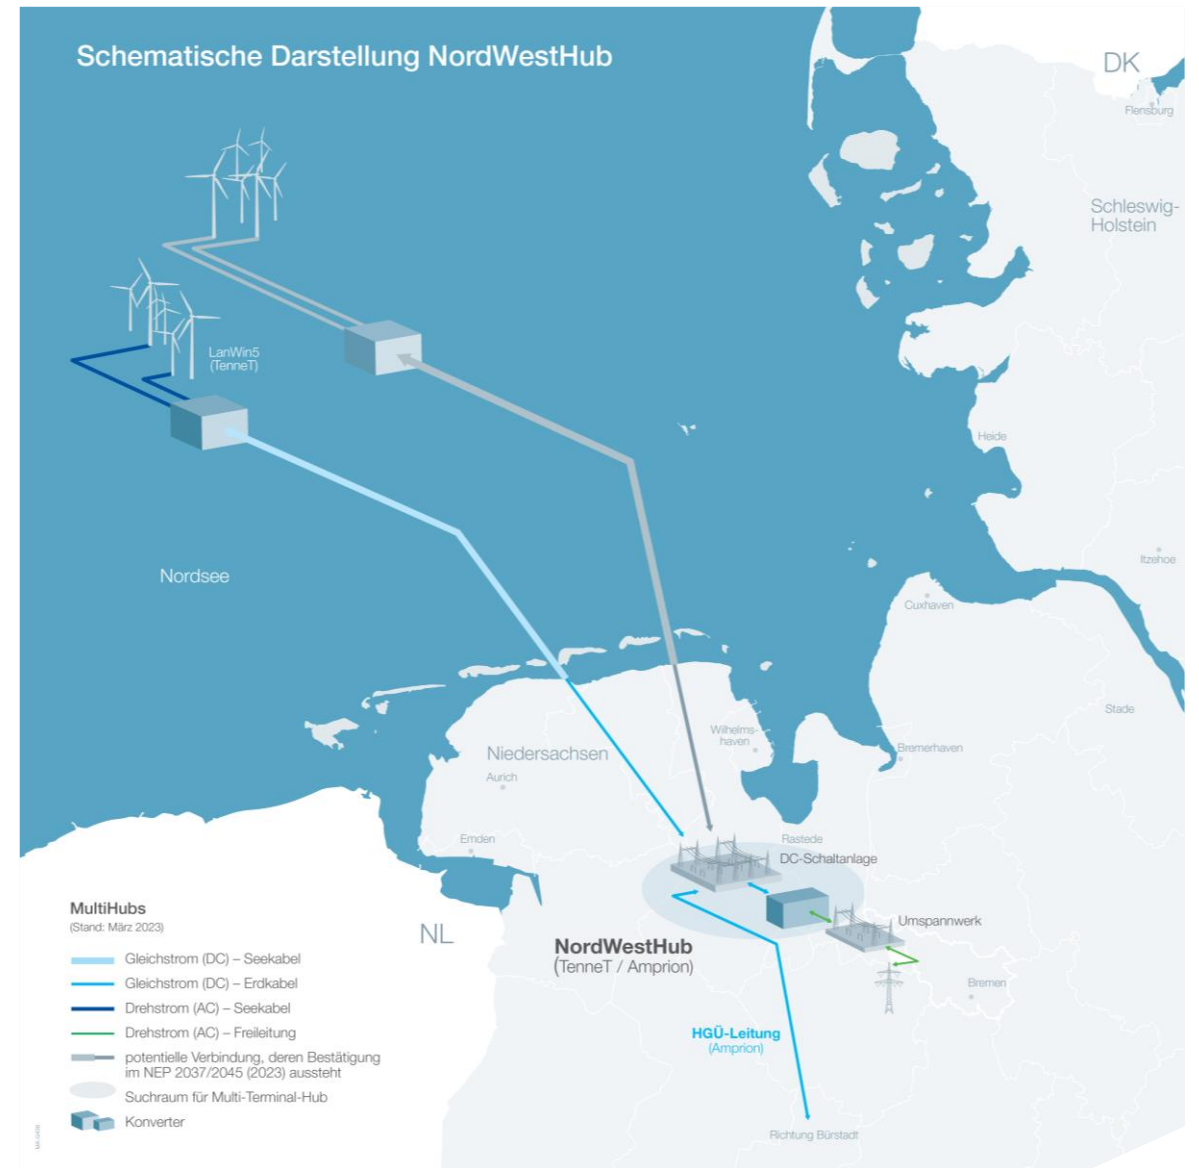 Schematische Darstellung NordWestHub
DK
Flensburg
Schleswig-
Holstein
LanWin5
(TenneT)
Heide
Nordsee
Itzehoe
Cuxhaven
Stade
Wilhelms-
haven
Bremerhaven
Niedersachsen
Aurich
Emden
Rastede
DC-Schaltanlage
Umspannwerk
NL
NordWestHub
(TenneT / Amprion)
Bremen
HGÜ-Leitung
(Amprion)
Richtung Bürstadt
MultiHubs
(Stand: März 2023)
Gleichstrom (DC) – Seekabel
Gleichstrom (DC) – Erdkabel
Drehstrom (AC) – Seekabel
Drehstrom (AC) – Freileitung
potentielle Verbindung, deren Bestätigung
im NEP 2037/2045 (2023) aussteht
Suchraum für Multi-Terminal-Hub
Konverter